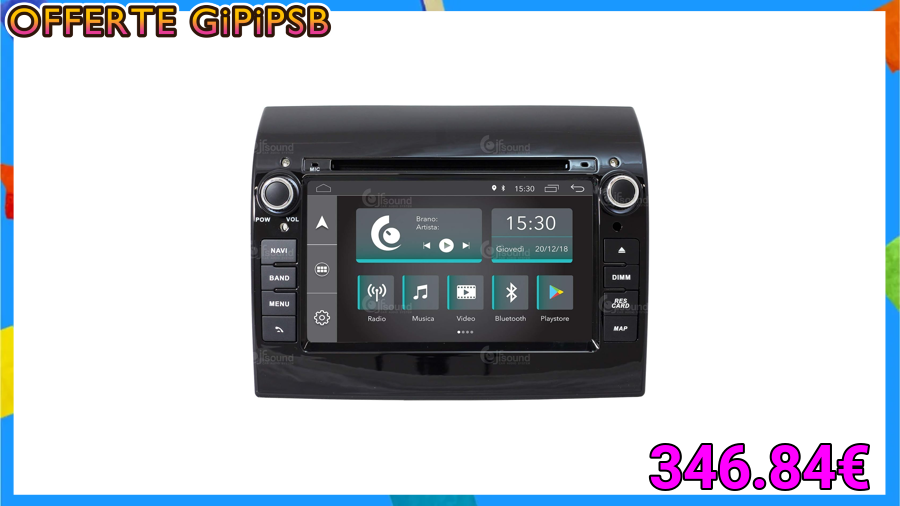 OFFERTE GiPiPSB
jfsound
MIC
15:30
POW VOL
NAVI
BAND
MENU
Brano:
Artista:
15:30
Giovedì 20/12/18
Radio Musica Video Bluetooth Playstore
DIMM
RES
CARD
MAP
346.84€